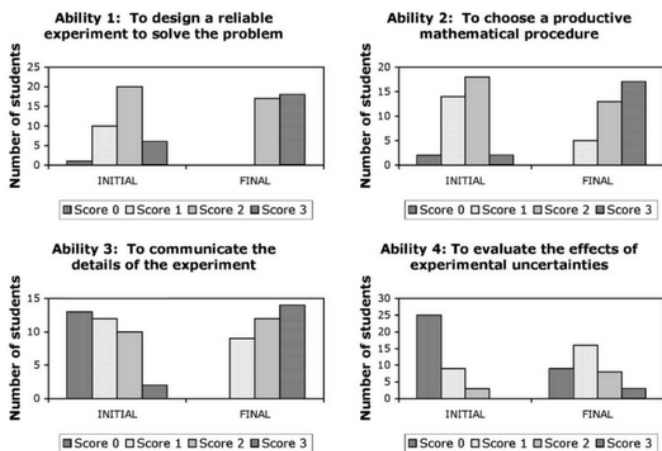 Ability 1: To design a reliable
experiment to solve the problem
Number of students
25
20
15
10
5
0
INITIAL
FINAL
Score 0 Score 1 Score 2 Score 3
Ability 2: To choose a productive
mathematical procedure
Number of students
20
15
10
5
0
INITIAL
FINAL
Score 0 Score 1 Score 2 Score 3
Ability 3: To communicate the
details of the experiment
Number of students
15
10
5
0
INITIAL
FINAL
Score 0 Score 1 Score 2 Score 3
Ability 4: To evaluate the effects of
experimental uncertainties
Number of students
30
25
20
15
10
5
0
INITIAL
FINAL
Score 0 Score 1 Score 2 Score 3